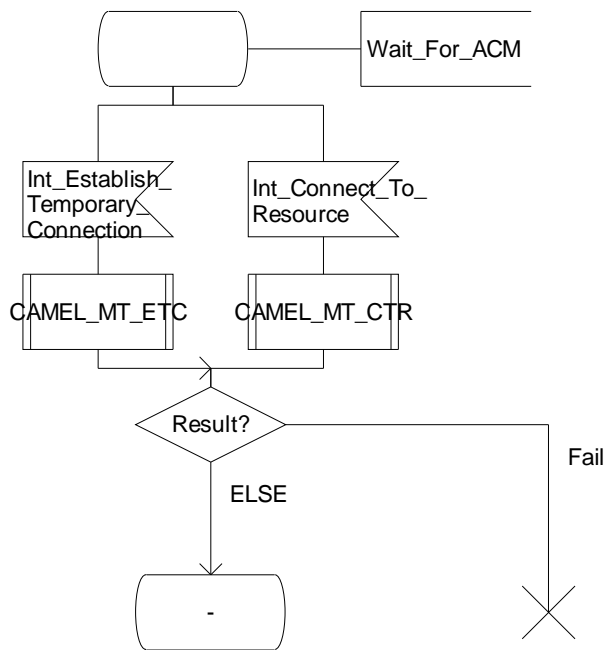 Wait_For_ACM
Int_Establish_
Temporary_
Connection
Int_Connect_To_
Resource
CAMEL_MT_ETC
CAMEL_MT_CTR
Result?
Fail
ELSE
-